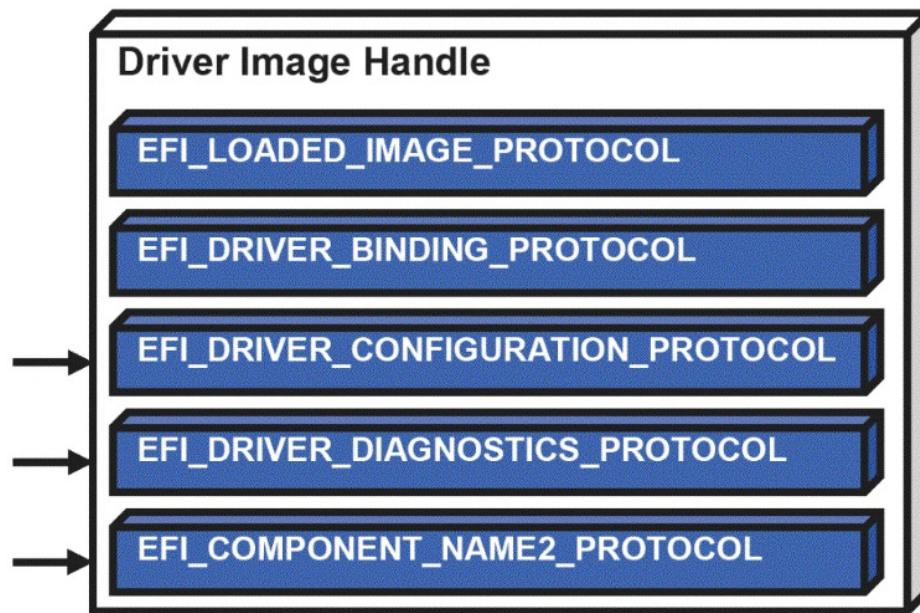 Driver Image Handle
EFI_LOADED_IMAGE_PROTOCOL
EFI_DRIVER_BINDING_PROTOCOL
EFI_DRIVER_CONFIGURATION_PROTOCOL
EFI_DRIVER_DIAGNOSTICS_PROTOCOL
EFI_COMPONENT_NAME2_PROTOCOL